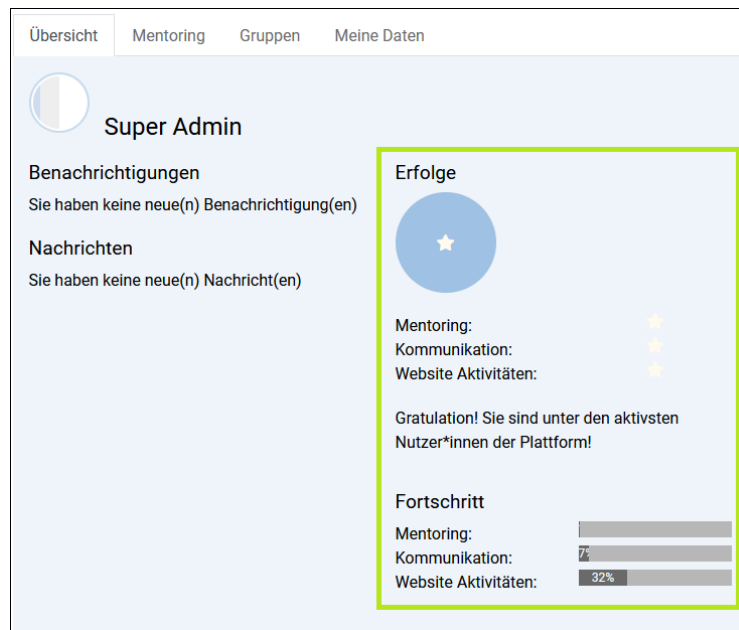 Übersicht Mentoring Gruppen Meine Daten
Super Admin
Benachrichtigungen
Sie haben keine neue(n) Benachrichtigung(en)
Nachrichten
Sie haben keine neue(n) Nachricht(en)
Erfolge
Mentoring:
Kommunikation:
Website Aktivitäten:
Gratulation! Sie sind unter den aktivsten
Nutzer*innen der Plattform!
Fortschritt
Mentoring:
Kommunikation: 7%
Website Aktivitäten: 32%